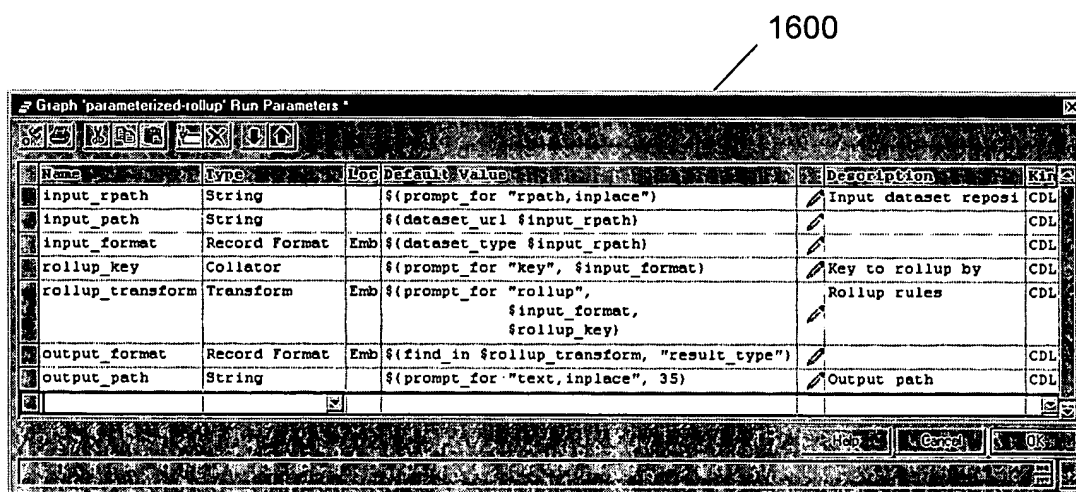 1600
Graph 'parameterized-rollup' Run Parameters *
Name Type Loc Default Value Description Kin
input_rpath String $(prompt_for "rpath,inplace") Input dataset reposi CDL
input_path String $(dataset_url $input_rpath) CDL
input_format Record Format Emb $(dataset_type $input_rpath) CDL
rollup_key Collator $(prompt_for "key", $input_format) Key to rollup by CDL
rollup_transform Transform Emb $(prompt_for "rollup", Rollup rules CDL
$input_format,
$rollup_key)
output_format Record Format Emb $(find_in $rollup_transform, "result_type") CDL
output_path String $(prompt_for "text,inplace", 35) Output path CDL
Help Cancel OK